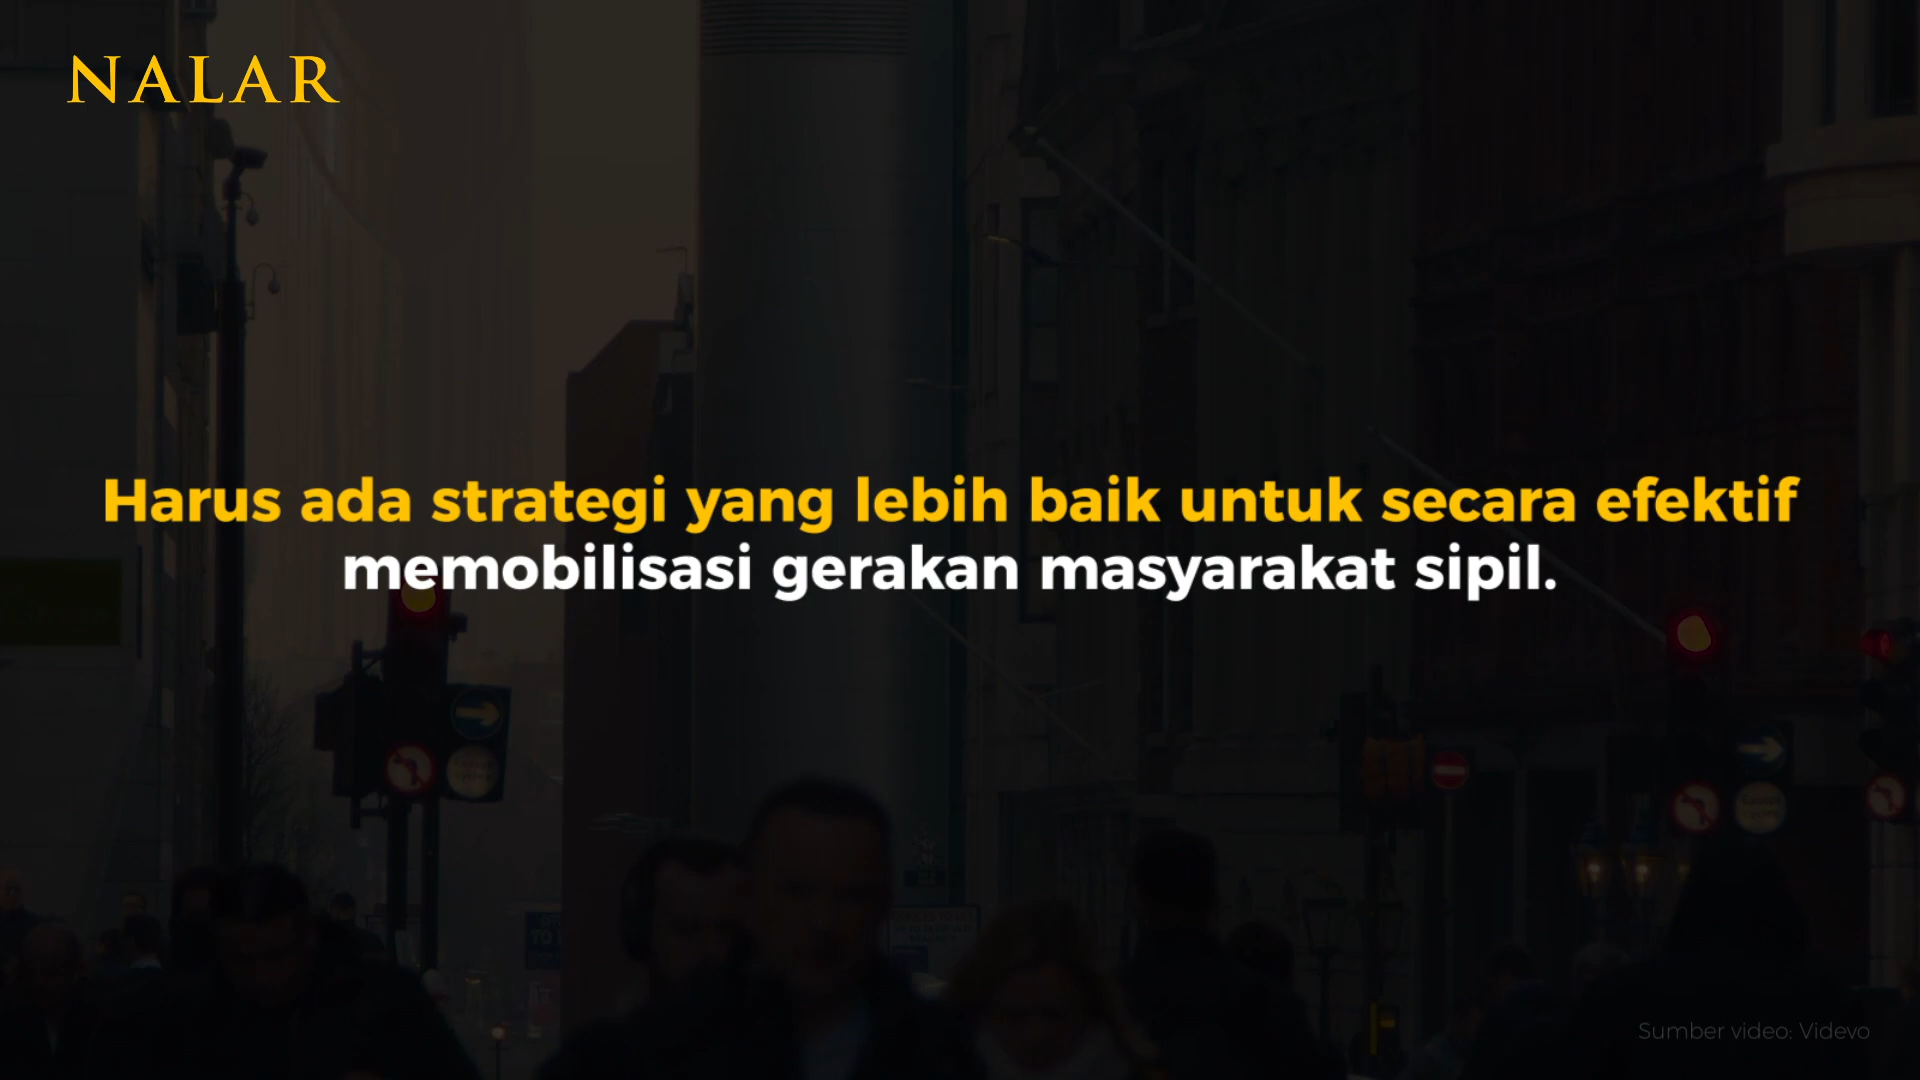 NALAR
Harus ada strategi yang lebih baik untuk secara efektif
memobilisasi gerakan masyarakat sipil.
Sumber video: Videvo